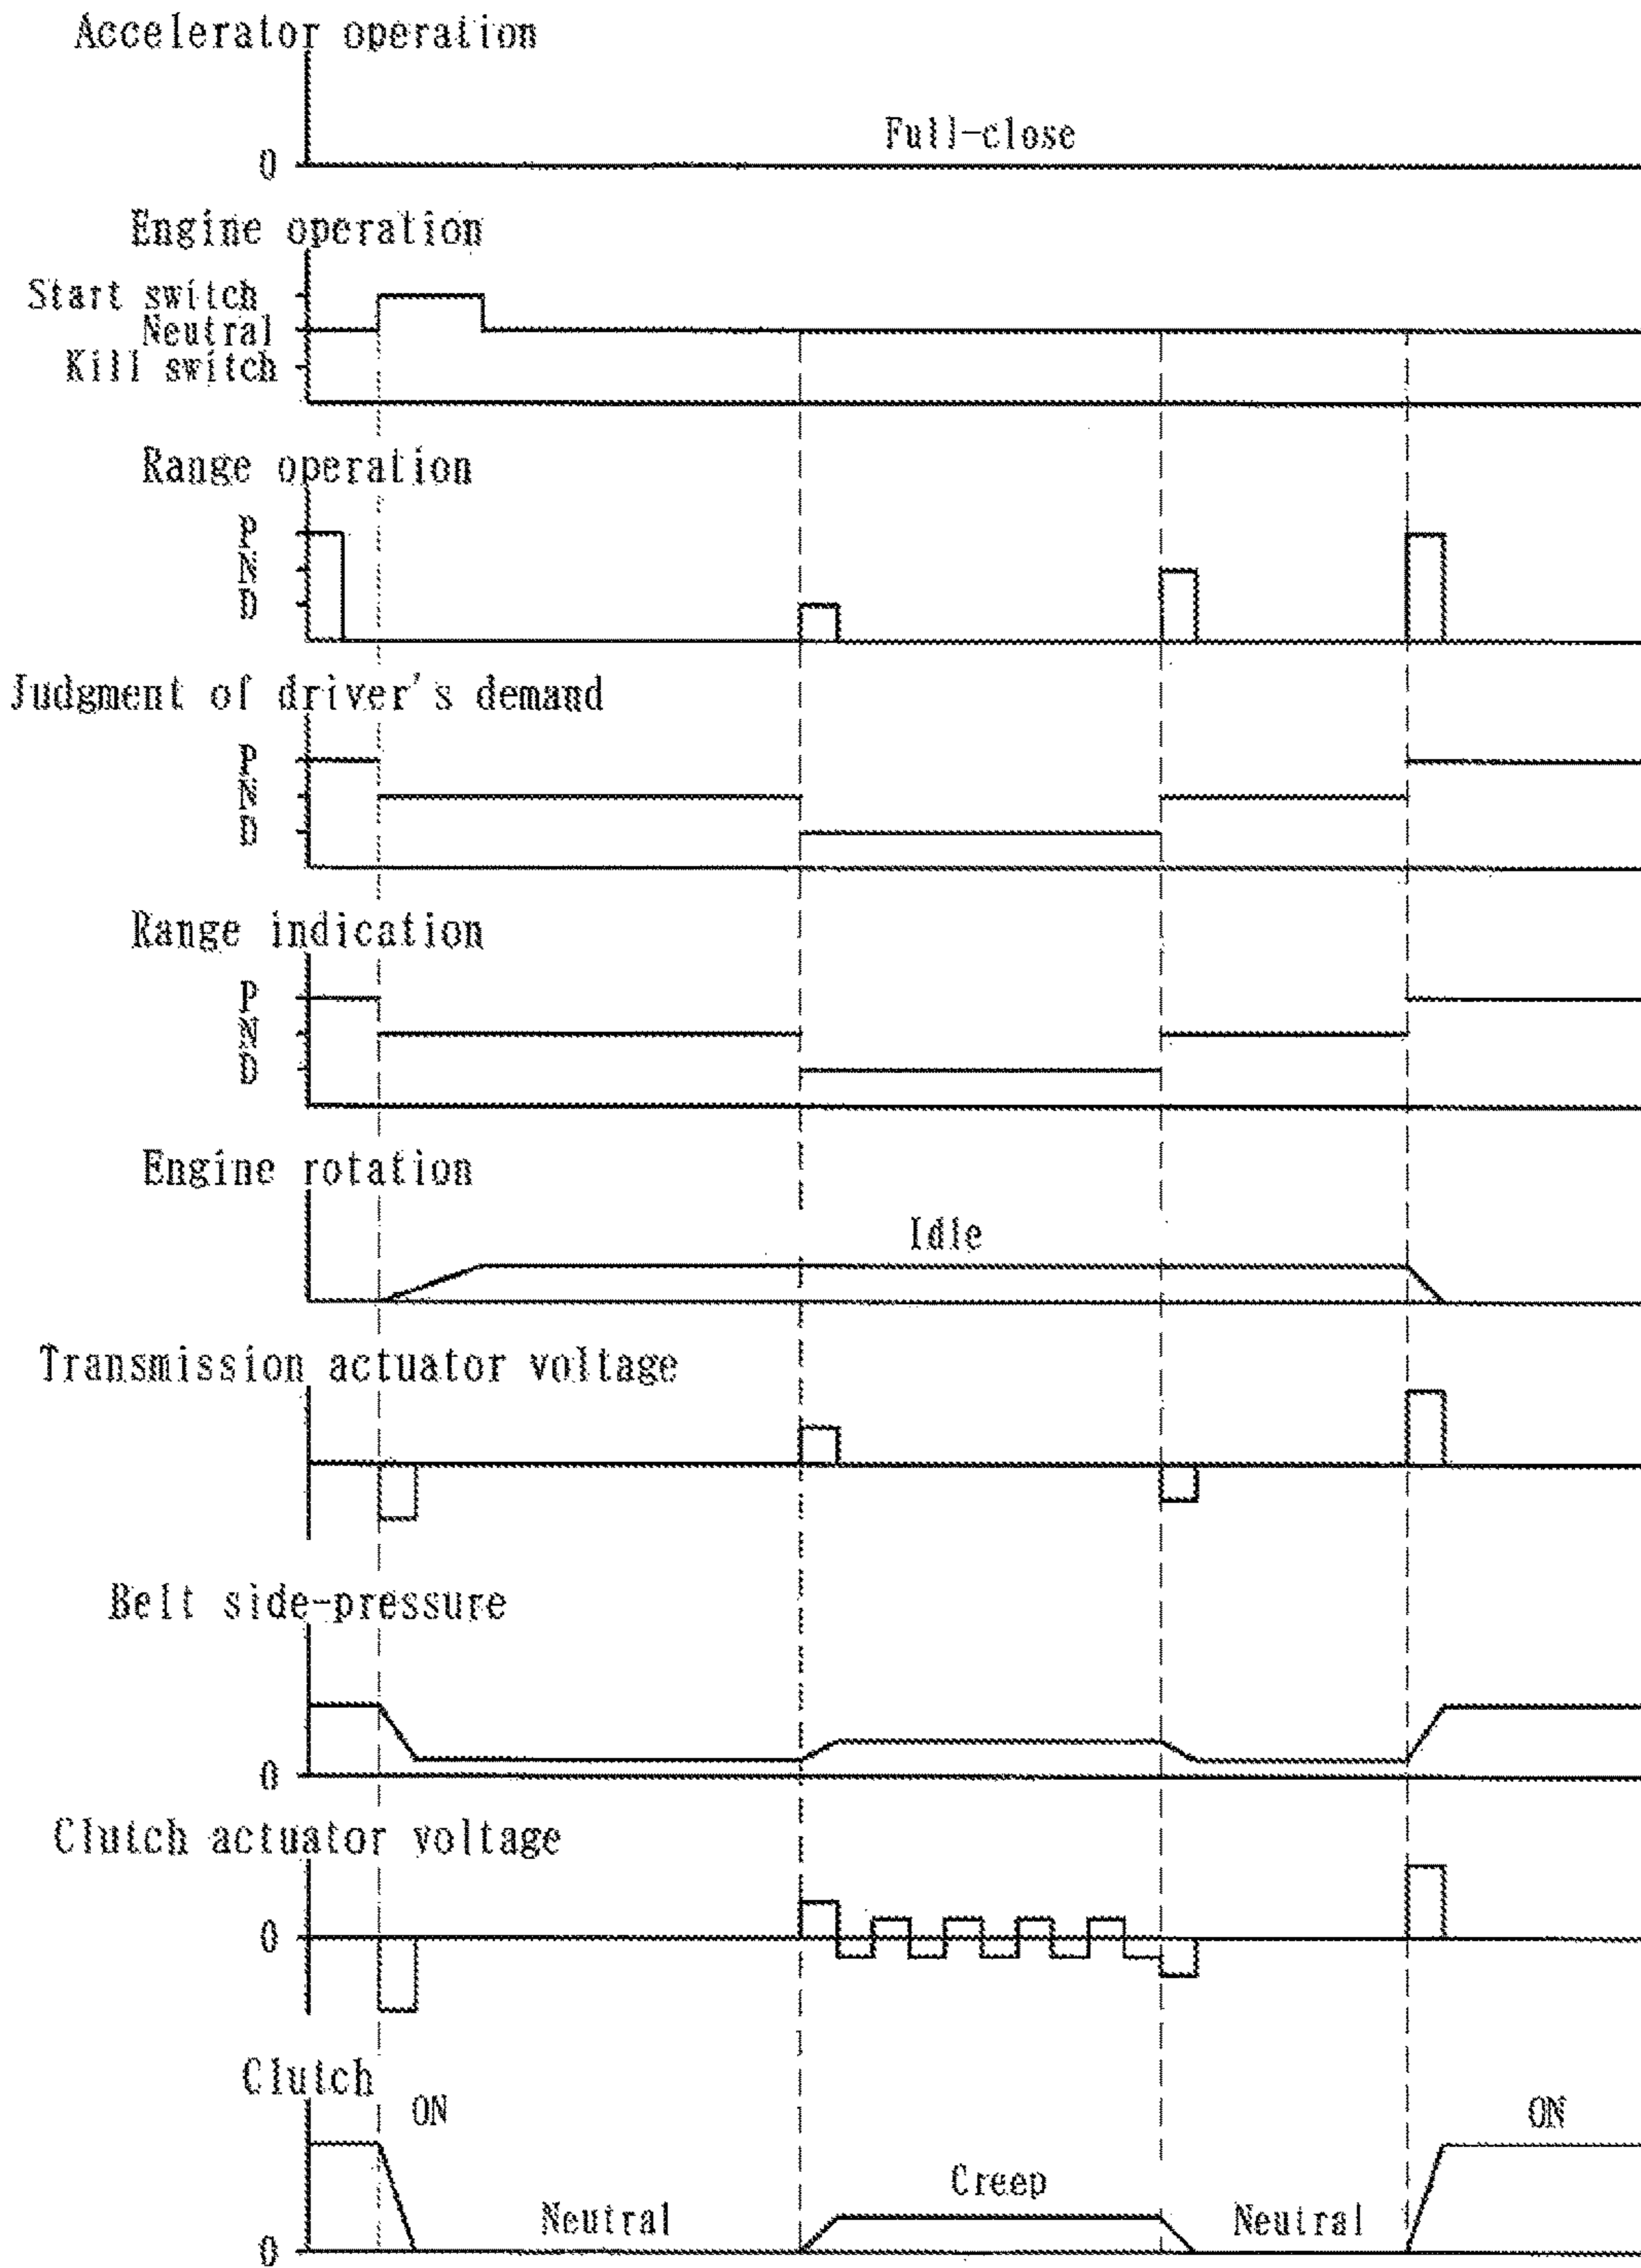 Accelerator operation
Full-close
0
Engine operation
Start switch
Neutral
Kill switch
Range operation
P
N
D
Judgment of driver's demand
P
N
D
Range indication
P
N
D
Engine rotation
Idle
Transmission actuator voltage
Belt side-pressure
0
Clutch actuator voltage
0
Clutch
ON
ON
Creep
Neutral
Neutral
0